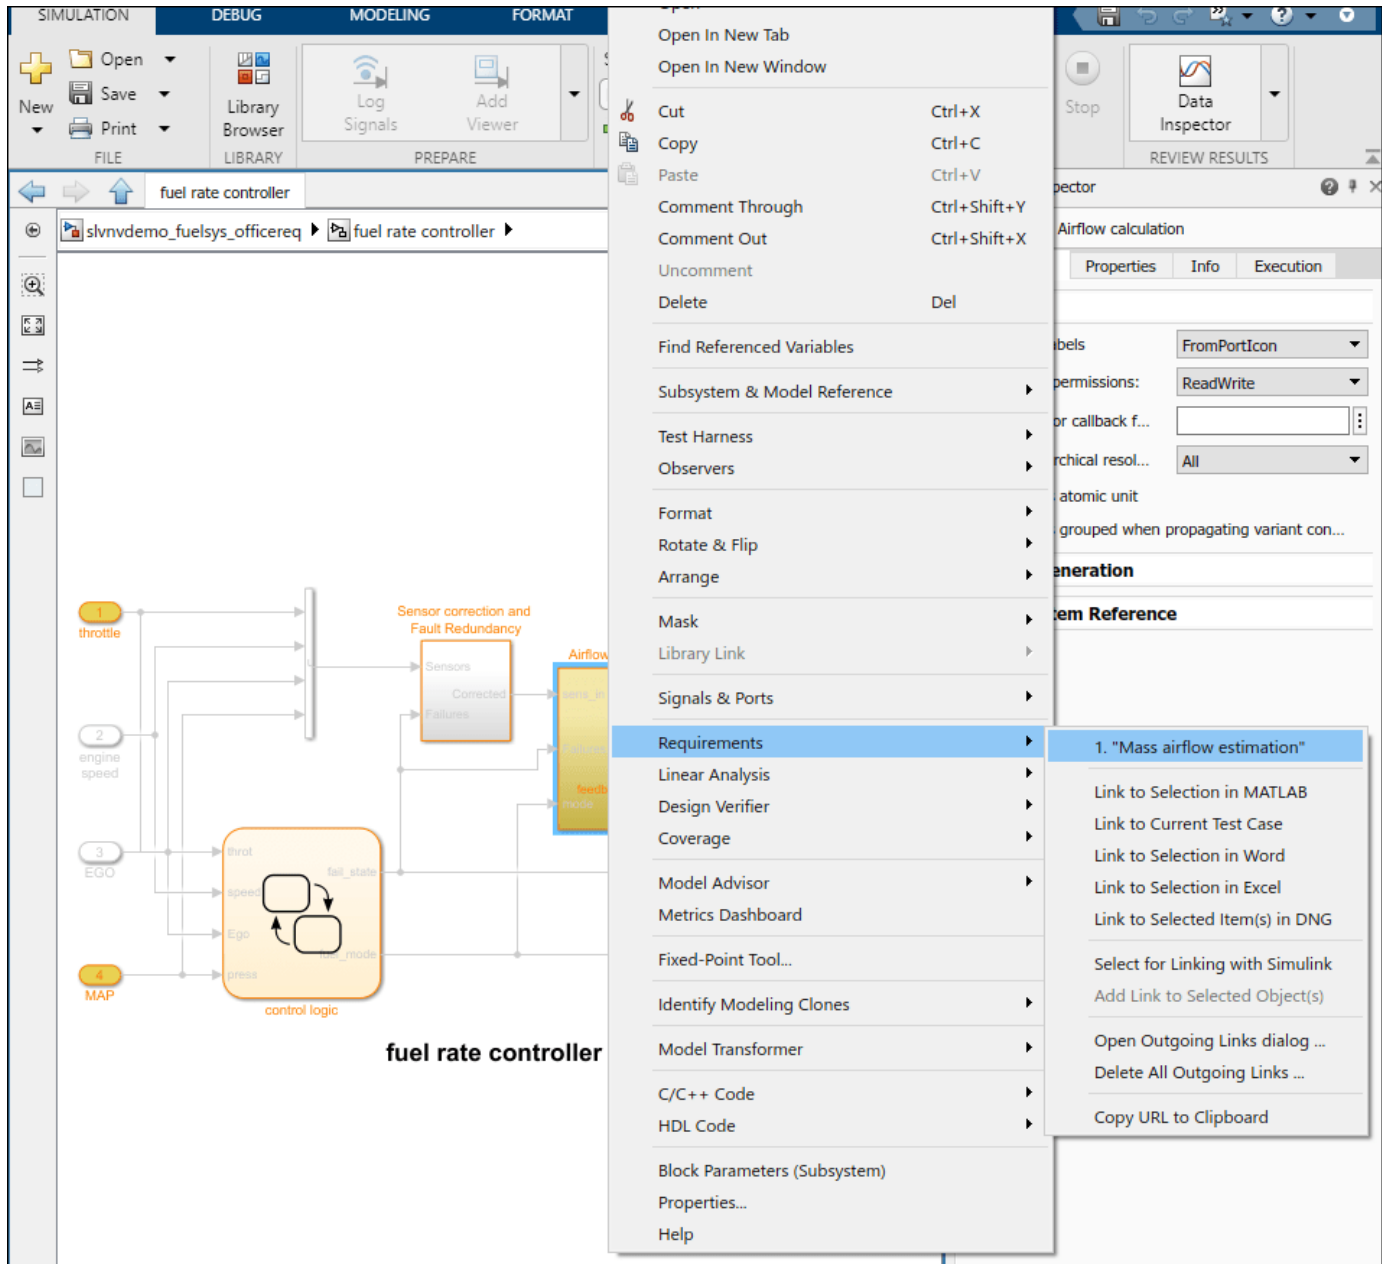 SIMULATION
DEBUG
MODELING
FORMAT
New
Open
Save
Print
FILE
Library
Browser
LIBRARY
Log
Signals
Add
Viewer
PREPARE
Stop
Data
Inspector
REVIEW RESULTS
fuel rate controller
slvnvdemo_fuelsys_officereq
fuel rate controller
1
throttle
2
engine
speed
3
EGO
4
MAP
Sensor correction and
Fault Redundancy
Sensors
Corrected
Failures
Airflow
sens_in
mode
throt
speed
Ego
press
fail_state
fuel_mode
control logic
fuel rate controller
Open In New Tab
Open In New Window
Cut Ctrl+X
Copy Ctrl+C
Paste Ctrl+V
Comment Through Ctrl+Shift+Y
Comment Out Ctrl+Shift+X
Uncomment
Delete Del
Find Referenced Variables
Subsystem & Model Reference
Test Harness
Observers
Format
Rotate & Flip
Arrange
Mask
Library Link
Signals & Ports
Requirements
Linear Analysis
Design Verifier
Coverage
Model Advisor
Metrics Dashboard
Fixed-Point Tool...
Identify Modeling Clones
Model Transformer
C/C++ Code
HDL Code
Block Parameters (Subsystem)
Properties...
Help
1. "Mass airflow estimation"
Link to Selection in MATLAB
Link to Current Test Case
Link to Selection in Word
Link to Selection in Excel
Link to Selected Item(s) in DNG
Select for Linking with Simulink
Add Link to Selected Object(s)
Open Outgoing Links dialog ...
Delete All Outgoing Links ...
Copy URL to Clipboard
pector
Airflow calculation
Properties
Info
Execution
abels FromPortIcon
permissions: ReadWrite
or callback f...
rchical resol... All
atomic unit
grouped when propagating variant con...
eneration
tem Reference